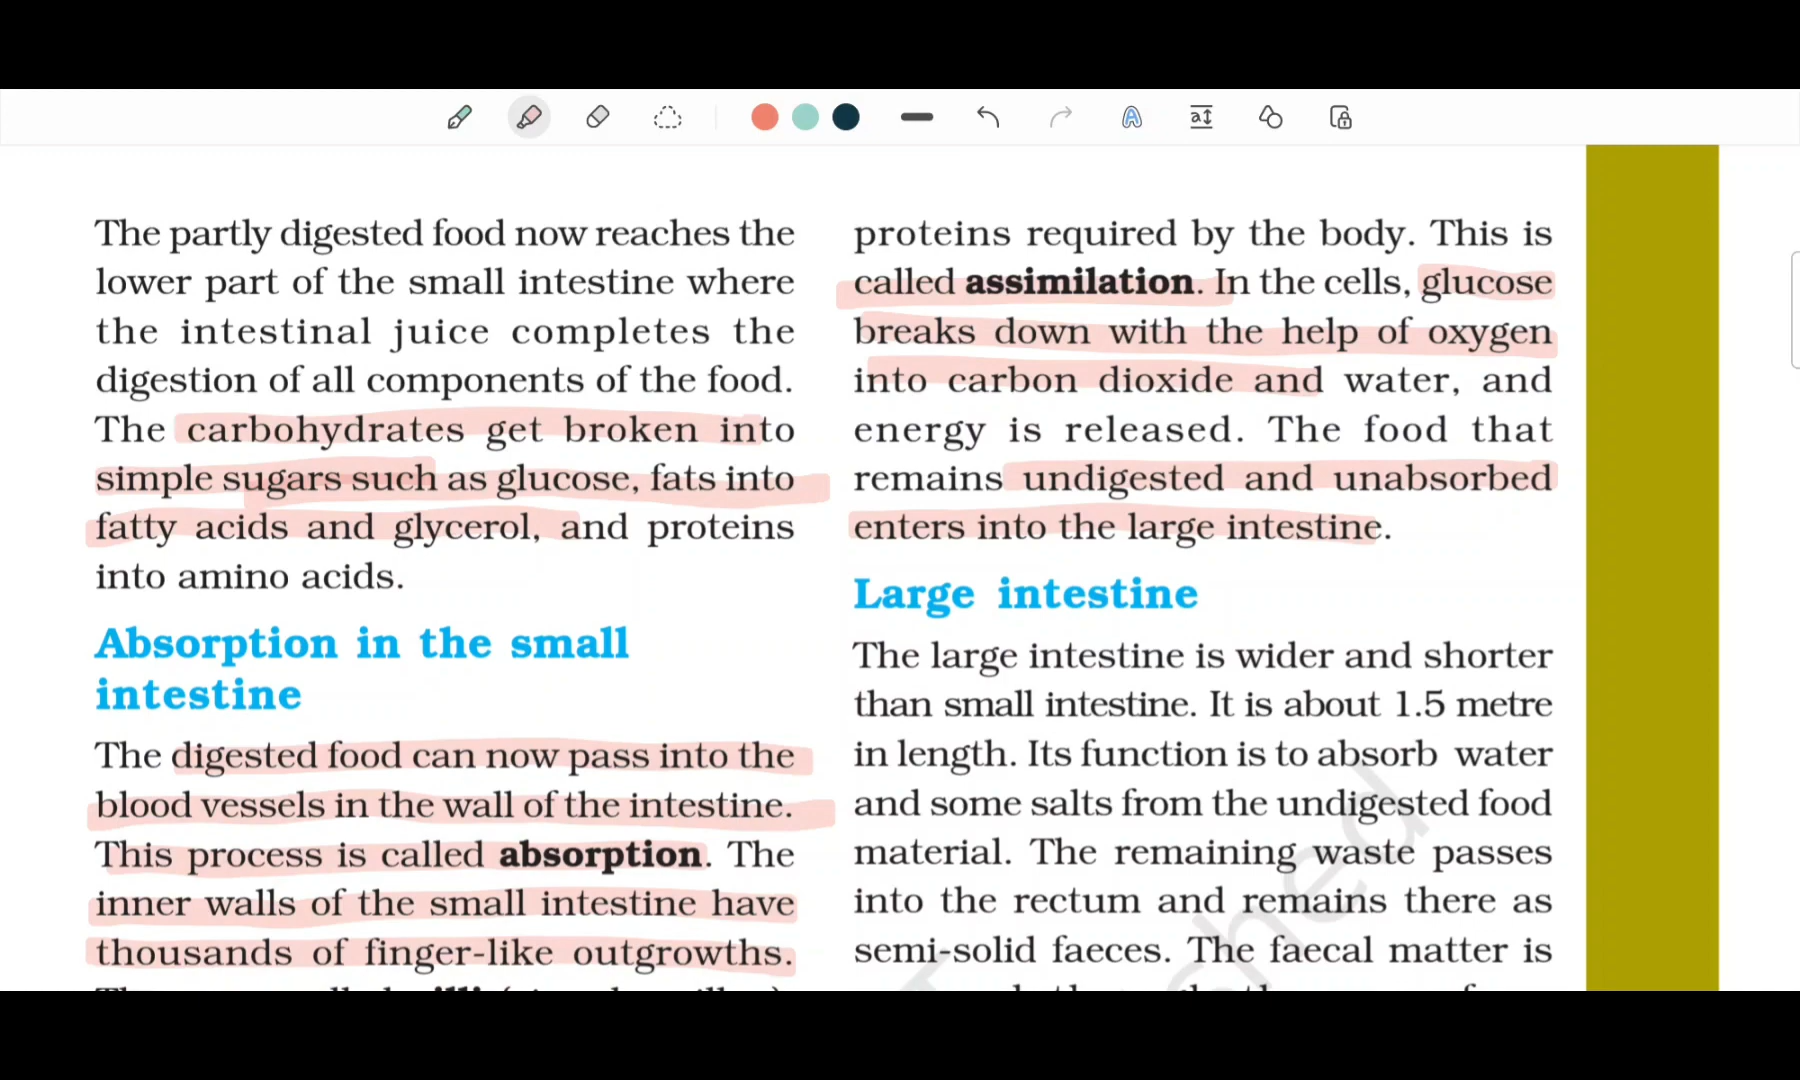 The partly digested food now reaches the
lower part of the small intestine where
the intestinal juice completes the
digestion of all components of the food.
The carbohydrates get broken into
simple sugars such as glucose, fats into
fatty acids and glycerol, and proteins
into amino acids.
Absorption in the small
intestine
The digested food can now pass into the
blood vessels in the wall of the intestine.
This process is called absorption. The
inner walls of the small intestine have
thousands of finger-like outgrowths.
proteins required by the body. This is
called assimilation. In the cells, glucose
breaks down with the help of oxygen
into carbon dioxide and water, and
energy is released. The food that
remains undigested and unabsorbed
enters into the large intestine.
Large intestine
The large intestine is wider and shorter
than small intestine. It is about 1.5 metre
in length. Its function is to absorb water
and some salts from the undigested food
material. The remaining waste passes
into the rectum and remains there as
semi-solid faeces. The faecal matter is